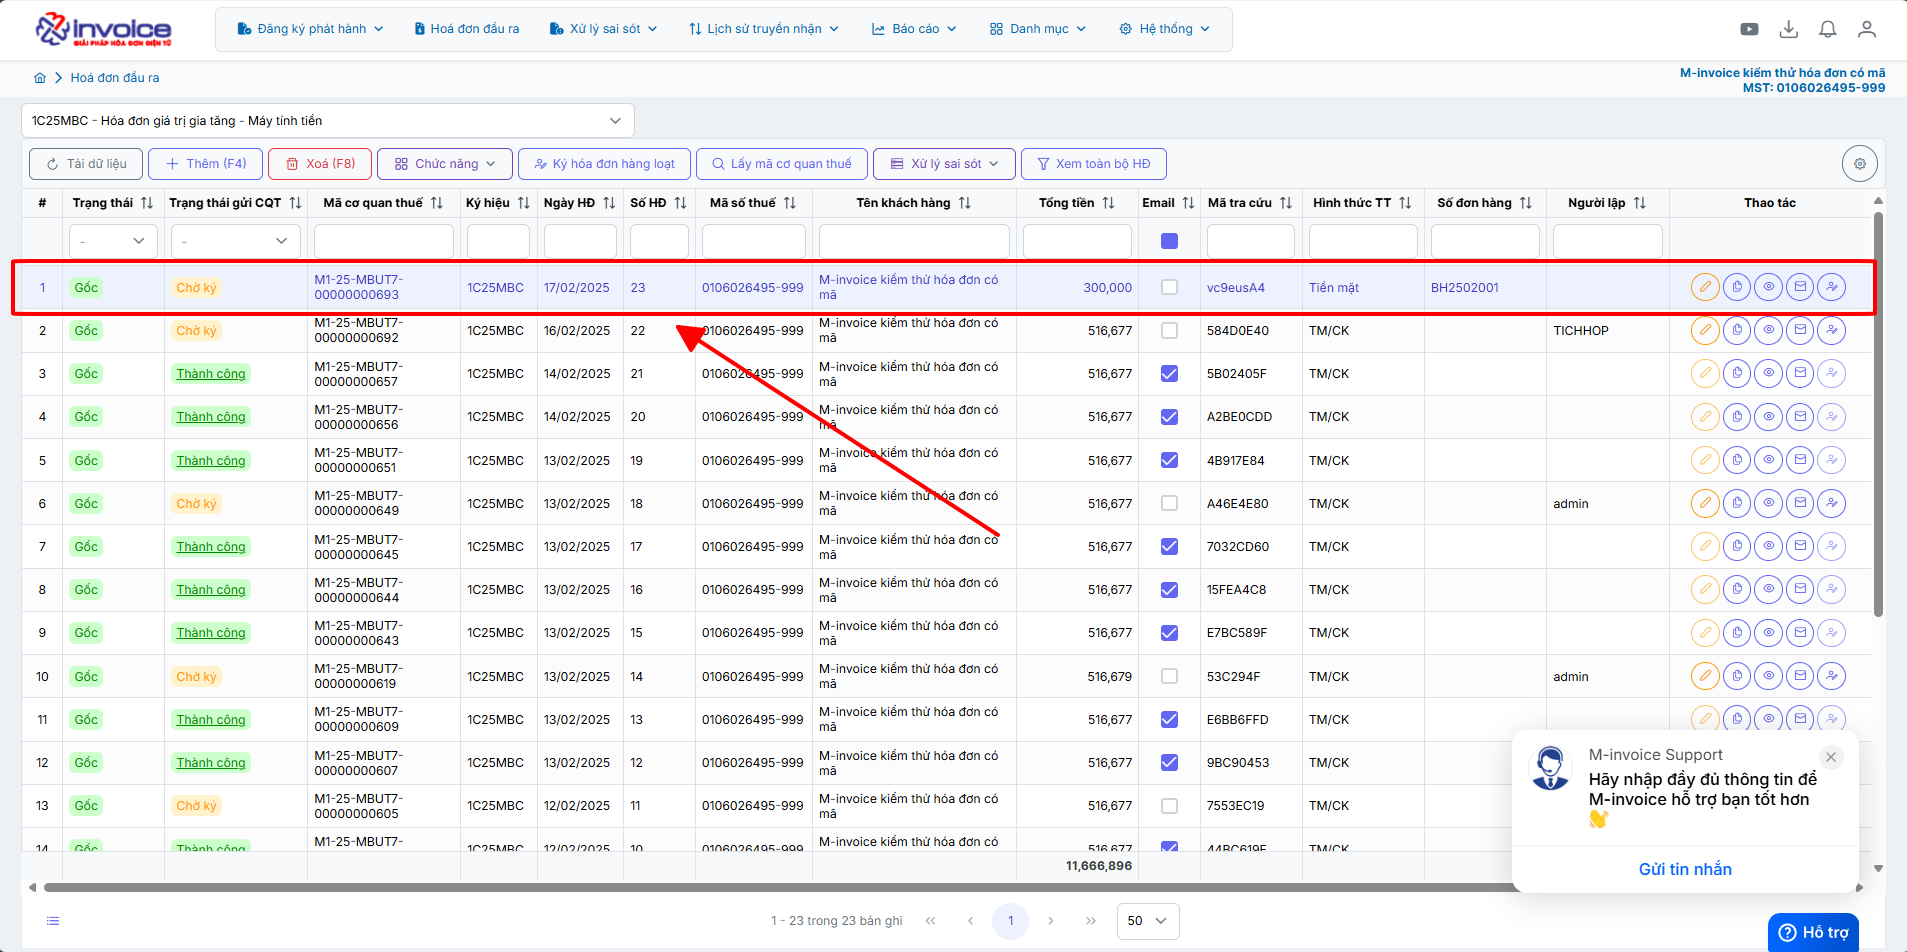 invoice
GIẢI PHÁP HÓA ĐƠN ĐIỆN TỬ
Đăng ký phát hành
Hoá đơn đầu ra
Xử lý sai sót
Lịch sử truyền nhận
Báo cáo
Danh mục
Hệ thống
Hoá đơn đầu ra
M-invoice kiểm thử hóa đơn có mã
MST: 0106026495-999
1C25MBC - Hóa đơn giá trị gia tăng - Máy tính tiền
Tải dữ liệu
Thêm (F4)
Xoá (F8)
Chức năng
Ký hóa đơn hàng loạt
Lấy mã cơ quan thuế
Xử lý sai sót
Xem toàn bộ HĐ
# Trạng thái Trạng thái gửi CQT Mã cơ quan thuế Ký hiệu Ngày HĐ Số HĐ Mã số thuế Tên khách hàng Tổng tiền Email Mã tra cứu Hình thức TT Số đơn hàng Người lập Thao tác
- -
1 Gốc Chờ ký M1-25-MBUT7-00000000693 1C25MBC 17/02/2025 23 0106026495-999 M-invoice kiểm thử hóa đơn có mã 300,000 vc9eusA4 Tiền mặt BH2502001
2 Gốc Chờ ký M1-25-MBUT7-00000000692 1C25MBC 16/02/2025 22 0106026495-999 M-invoice kiểm thử hóa đơn có mã 516,677 584D0E40 TM/CK TICHHOP
3 Gốc Thành công M1-25-MBUT7-00000000657 1C25MBC 14/02/2025 21 0106026495-999 M-invoice kiểm thử hóa đơn có mã 516,677 5B02405F TM/CK
4 Gốc Thành công M1-25-MBUT7-00000000656 1C25MBC 14/02/2025 20 0106026495-999 M-invoice kiểm thử hóa đơn có mã 516,677 A2BE0CDD TM/CK
5 Gốc Thành công M1-25-MBUT7-00000000651 1C25MBC 13/02/2025 19 0106026495-999 M-invoice kiểm thử hóa đơn có mã 516,677 4B917E84 TM/CK
6 Gốc Chờ ký M1-25-MBUT7-00000000649 1C25MBC 13/02/2025 18 0106026495-999 M-invoice kiểm thử hóa đơn có mã 516,677 A46E4E80 TM/CK admin
7 Gốc Thành công M1-25-MBUT7-00000000645 1C25MBC 13/02/2025 17 0106026495-999 M-invoice kiểm thử hóa đơn có mã 516,677 7032CD60 TM/CK
8 Gốc Thành công M1-25-MBUT7-00000000644 1C25MBC 13/02/2025 16 0106026495-999 M-invoice kiểm thử hóa đơn có mã 516,677 15FEA4C8 TM/CK
9 Gốc Thành công M1-25-MBUT7-00000000643 1C25MBC 13/02/2025 15 0106026495-999 M-invoice kiểm thử hóa đơn có mã 516,677 E7BC589F TM/CK
10 Gốc Chờ ký M1-25-MBUT7-00000000619 1C25MBC 13/02/2025 14 0106026495-999 M-invoice kiểm thử hóa đơn có mã 516,679 53C294F TM/CK admin
11 Gốc Thành công M1-25-MBUT7-00000000609 1C25MBC 13/02/2025 13 0106026495-999 M-invoice kiểm thử hóa đơn có mã 516,677 E6BB6FFD TM/CK
12 Gốc Thành công M1-25-MBUT7-00000000607 1C25MBC 13/02/2025 12 0106026495-999 M-invoice kiểm thử hóa đơn có mã 516,677 9BC90453 TM/CK
13 Gốc Chờ ký M1-25-MBUT7-00000000605 1C25MBC 12/02/2025 11 0106026495-999 M-invoice kiểm thử hóa đơn có mã 516,677 7553EC19 TM/CK
14 Gốc Thành công M1-25-MBUT7- 1C25MBC 12/02/2025 10 0106026495-999 M-invoice kiểm thử hóa đơn có 516,677 TM/CK
11,666,896
M-invoice Support
Hãy nhập đầy đủ thông tin để
M-invoice hỗ trợ bạn tốt hơn
👋
Gửi tin nhắn
1 - 23 trong 23 bản ghi
1
50
Hỗ trợ